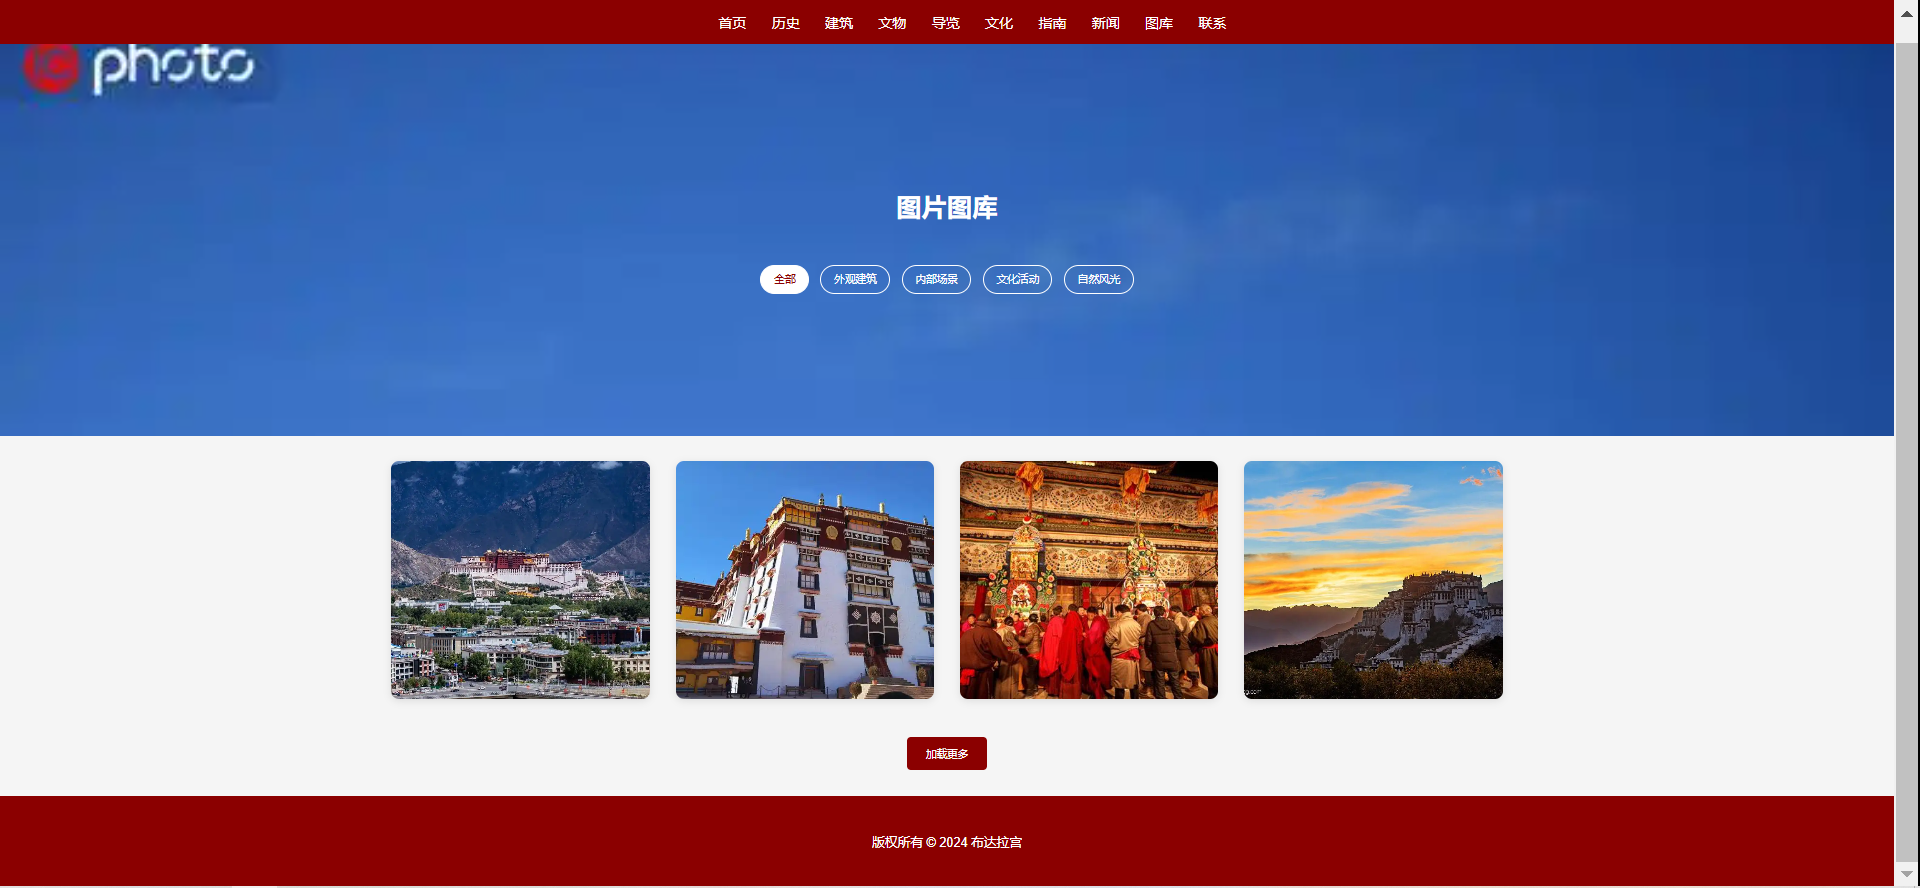 首页 历史 建筑 文物 导览 文化 指南 新闻 图库 联系
photo
图片图库
全部 外观建筑 内部场景 文化活动 自然风光
加载更多
版权所有 © 2024 布达拉宫